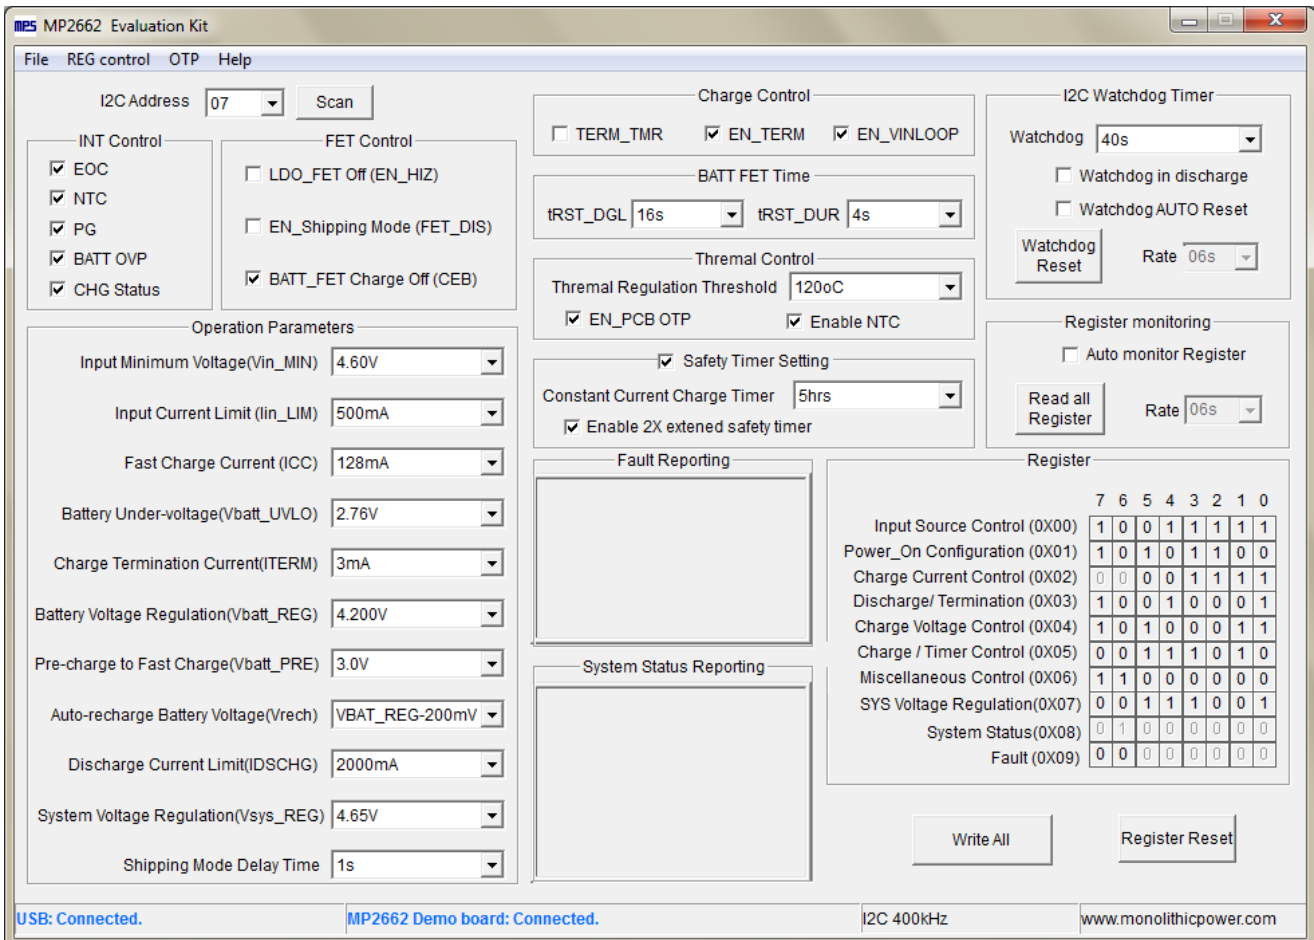 mps MP2662 Evaluation Kit
File REG control OTP Help
I2C Address 07 Scan
INT Control
EOC
NTC
PG
BATT OVP
CHG Status
FET Control
LDO_FET Off (EN_HIZ)
EN_Shipping Mode (FET_DIS)
BATT_FET Charge Off (CEB)
Operation Parameters
Input Minimum Voltage(Vin_MIN) 4.60V
Input Current Limit (Iin_LIM) 500mA
Fast Charge Current (ICC) 128mA
Battery Under-voltage(Vbatt_UVLO) 2.76V
Charge Termination Current(ITERM) 3mA
Battery Voltage Regulation(Vbatt_REG) 4.200V
Pre-charge to Fast Charge(Vbatt_PRE) 3.0V
Auto-recharge Battery Voltage(Vrech) VBAT_REG-200mV
Discharge Current Limit(IDSCHG) 2000mA
System Voltage Regulation(Vsys_REG) 4.65V
Shipping Mode Delay Time 1s
Charge Control
TERM_TMR EN_TERM EN_VINLOOP
BATT FET Time
tRST_DGL 16s tRST_DUR 4s
Thremal Control
Thremal Regulation Threshold 120oC
EN_PCB OTP Enable NTC
Safety Timer Setting
Constant Current Charge Timer 5hrs
Enable 2X extened safety timer
Fault Reporting
System Status Reporting
I2C Watchdog Timer
Watchdog 40s
Watchdog in discharge
Watchdog AUTO Reset
Watchdog Reset Rate 06s
Register monitoring
Auto monitor Register
Read all Register Rate 06s
Register
7 6 5 4 3 2 1 0
Input Source Control (0X00) 1 0 0 1 1 1 1 1
Power_On Configuration (0X01) 1 0 1 0 1 1 0 0
Charge Current Control (0X02) 0 0 0 0 1 1 1 1
Discharge/ Termination (0X03) 1 0 0 1 0 0 0 1
Charge Voltage Control (0X04) 1 0 1 0 0 0 1 1
Charge / Timer Control (0X05) 0 0 1 1 1 0 1 0
Miscellaneous Control (0X06) 1 1 0 0 0 0 0 0
SYS Voltage Regulation(0X07) 0 0 1 1 1 0 0 1
System Status(0X08) 0 1 0 0 0 0 0 0
Fault (0X09) 0 0 0 0 0 0 0 0
Write All Register Reset
USB: Connected. MP2662 Demo board: Connected. I2C 400kHz www.monolithicpower.com